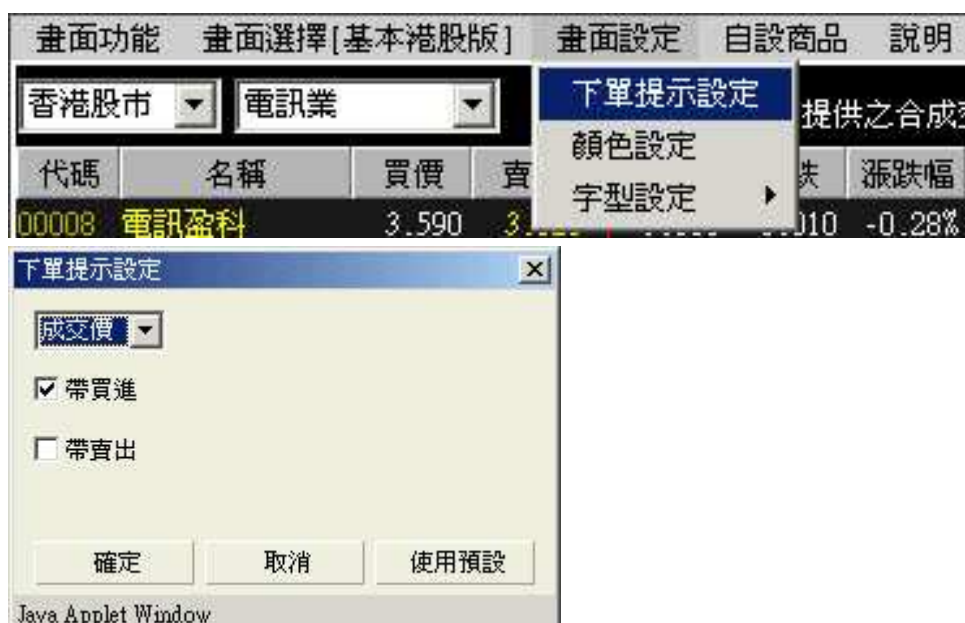 畫面功能 畫面選擇[基本港股版] 畫面設定 自設商品 說明
香港股市 電訊業 下單提示設定 提供之合成
顏色設定
代碼 名稱 買價 賣 跌 漲跌幅
字型設定
00008 電訊盈科 3.590 3. 010 -0.28%
下單提示設定
成交價
帶買進
帶賣出
確定 取消 使用預設
Java Applet Window